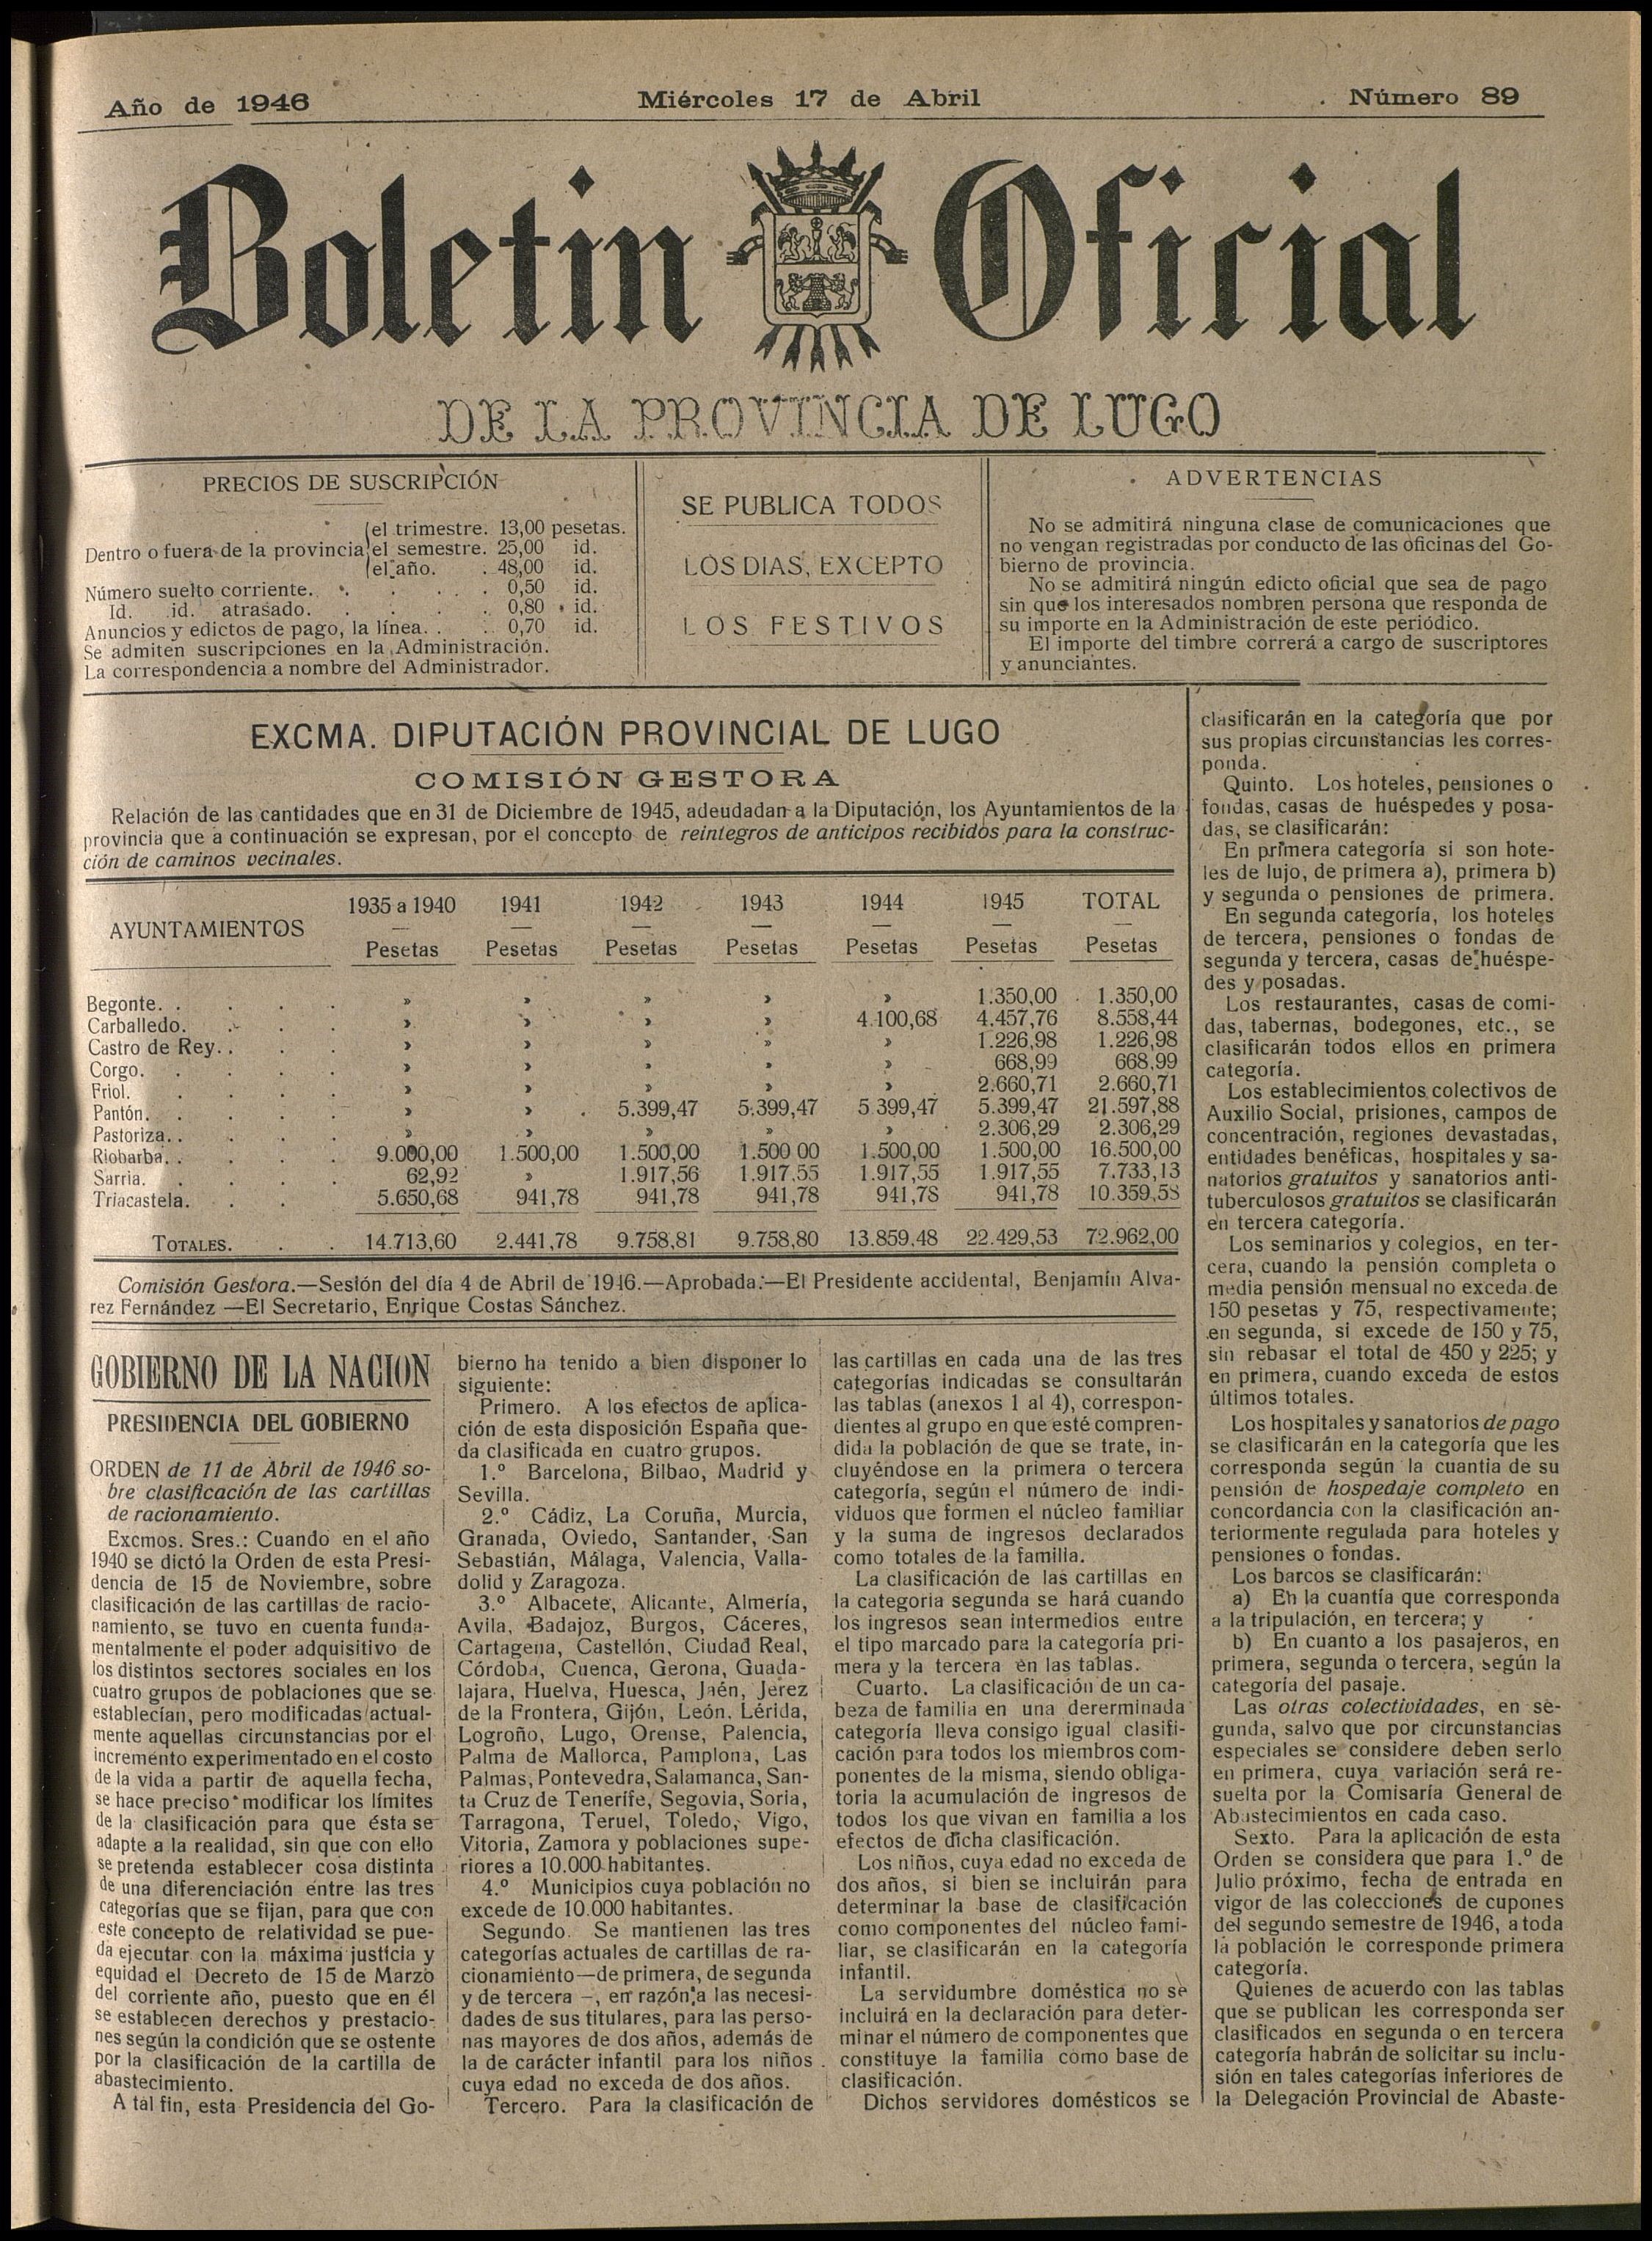 Año de 1946 Miércoles 17 de Abril Número 89
Boletin Oficial
DE LA PROVINCIA DE LUGO
PRECIOS DE SUSCRIPCIÓN
Dentro o fuera de la provincia
el trimestre. 13,00 pesetas.
el semestre. 25,00 id.
el año. . 48,00 id.
Número suelto corriente. . . . . 0,50 id.
Id. id. atrasado. . . . . 0,80 id.
Anuncios y edictos de pago, la línea. . . 0,70 id.
Se admiten suscripciones en la Administración.
La correspondencia a nombre del Administrador.
SE PUBLICA TODOS
LOS DIAS, EXCEPTO
LOS FESTIVOS
ADVERTENCIAS
No se admitirá ninguna clase de comunicaciones que
no vengan registradas por conducto de las oficinas del Go-
bierno de provincia.
No se admitirá ningún edicto oficial que sea de pago
sin que los interesados nombren persona que responda de
su importe en la Administración de este periódico.
El importe del timbre correrá a cargo de suscriptores
y anunciantes.
EXCMA. DIPUTACIÓN PROVINCIAL DE LUGO
COMISIÓN GESTORA
Relación de las cantidades que en 31 de Diciembre de 1945, adeudadan a la Diputación, los Ayuntamientos de la
provincia que a continuación se expresan, por el concepto de reintegros de anticipos recibidos para la construc-
ción de caminos vecinales.
AYUNTAMIENTOS 1935 a 1940 1941 1942 1943 1944 1945 TOTAL
Pesetas Pesetas Pesetas Pesetas Pesetas Pesetas Pesetas
Begonte. . . . . » » » » » 1.350,00 1.350,00
Carballedo. . . . » » » » 4.100,68 4.457,76 8.558,44
Castro de Rey. . . . » » » » » 1.226,98 1.226,98
Corgo. . . . . » » » » » 668,99 668,99
Friol. . . . . » » » » » 2.660,71 2.660,71
Pantón. . . . . » » 5.399,47 5.399,47 5 399,47 5.399,47 21.597,88
Pastoriza. . . . . » » » » » 2.306,29 2.306,29
Riobarba. . . . . 9.000,00 1.500,00 1.500,00 1.500 00 1.500,00 1.500,00 16.500,00
Sarria. . . . . 62,92 » 1.917,56 1.917,55 1.917,55 1.917,55 7.733,13
Triacastela. . . 5.650,68 941,78 941,78 941,78 941,78 941,78 10.359,58
TOTALES. . . 14.713,60 2.441,78 9.758,81 9.758,80 13.859,48 22.429,53 72.962,00
Comisión Gestora.—Sesión del día 4 de Abril de 1946.—Aprobada.—El Presidente accidental, Benjamín Alva-
rez Fernández —El Secretario, Enrique Costas Sánchez.
GOBIERNO DE LA NACION
PRESIDENCIA DEL GOBIERNO
ORDEN de 11 de Abril de 1946 so-
bre clasificación de las cartillas
de racionamiento.
Excmos. Sres.: Cuando en el año
1940 se dictó la Orden de esta Presi-
dencia de 15 de Noviembre, sobre
clasificación de las cartillas de racio-
namiento, se tuvo en cuenta funda-
mentalmente el poder adquisitivo de
los distintos sectores sociales en los
cuatro grupos de poblaciones que se
establecían, pero modificadas actual-
mente aquellas circunstancias por el
incremento experimentado en el costo
de la vida a partir de aquella fecha,
se hace preciso modificar los límites
de la clasificación para que ésta se
adapte a la realidad, sin que con ello
se pretenda establecer cosa distinta
de una diferenciación entre las tres
categorías que se fijan, para que con
este concepto de relatividad se pue-
da ejecutar con la máxima justicia y
equidad el Decreto de 15 de Marzo
del corriente año, puesto que en él
se establecen derechos y prestacio-
nes según la condición que se ostente
por la clasificación de la cartilla de
abastecimiento.
A tal fin, esta Presidencia del Go-
bierno ha tenido a bien disponer lo
siguiente:
Primero. A los efectos de aplica-
ción de esta disposición España que-
da clasificada en cuatro grupos.
1.º Barcelona, Bilbao, Madrid y
Sevilla.
2.º Cádiz, La Coruña, Murcia,
Granada, Oviedo, Santander, San
Sebastián, Málaga, Valencia, Valla-
dolid y Zaragoza.
3.º Albacete, Alicante, Almería,
Avila, Badajoz, Burgos, Cáceres,
Cartagena, Castellón, Ciudad Real,
Córdoba, Cuenca, Gerona, Guada-
lajara, Huelva, Huesca, Jaén, Jerez
de la Frontera, Gijón, León, Lérida,
Logroño, Lugo, Orense, Palencia,
Palma de Mallorca, Pamplona, Las
Palmas, Pontevedra, Salamanca, San-
ta Cruz de Tenerife, Segovia, Soria,
Tarragona, Teruel, Toledo, Vigo,
Vitoria, Zamora y poblaciones supe-
riores a 10.000 habitantes.
4.º Municipios cuya población no
excede de 10.000 habitantes.
Segundo. Se mantienen las tres
categorías actuales de cartillas de ra-
cionamiento—de primera, de segunda
y de tercera —, en razón a las necesi-
dades de sus titulares, para las perso-
nas mayores de dos años, además de
la de carácter infantil para los niños
cuya edad no exceda de dos años.
Tercero. Para la clasificación de
las cartillas en cada una de las tres
categorías indicadas se consultarán
las tablas (anexos 1 al 4), correspon-
dientes al grupo en que esté compren-
dida la población de que se trate, in-
cluyéndose en la primera o tercera
categoría, según el número de indi-
viduos que formen el núcleo familiar
y la suma de ingresos declarados
como totales de la familia.
La clasificación de las cartillas en
la categoría segunda se hará cuando
los ingresos sean intermedios entre
el tipo marcado para la categoría pri-
mera y la tercera en las tablas.
Cuarto. La clasificación de un ca-
beza de familia en una dererminada
categoría lleva consigo igual clasifi-
cación para todos los miembros com-
ponentes de la misma, siendo obliga-
toria la acumulación de ingresos de
todos los que vivan en familia a los
efectos de dicha clasificación.
Los niños, cuya edad no exceda de
dos años, si bien se incluirán para
determinar la base de clasificación
como componentes del núcleo fami-
liar, se clasificarán en la categoría
infantil.
La servidumbre doméstica no se
incluirá en la declaración para deter-
minar el número de componentes que
constituye la familia como base de
clasificación.
Dichos servidores domésticos se
clasificarán en la categoría que por
sus propias circunstancias les corres-
ponda.
Quinto. Los hoteles, pensiones o
fondas, casas de huéspedes y posa-
das, se clasificarán:
En primera categoría si son hote-
les de lujo, de primera a), primera b)
y segunda o pensiones de primera.
En segunda categoría, los hoteles
de tercera, pensiones o fondas de
segunda y tercera, casas de huéspe-
des y posadas.
Los restaurantes, casas de comi-
das, tabernas, bodegones, etc., se
clasificarán todos ellos en primera
categoría.
Los establecimientos colectivos de
Auxilio Social, prisiones, campos de
concentración, regiones devastadas,
entidades benéficas, hospitales y sa-
natorios gratuitos y sanatorios anti-
tuberculosos gratuitos se clasificarán
en tercera categoría.
Los seminarios y colegios, en ter-
cera, cuando la pensión completa o
media pensión mensual no exceda de
150 pesetas y 75, respectivamente;
en segunda, si excede de 150 y 75,
sin rebasar el total de 450 y 225; y
en primera, cuando exceda de estos
últimos totales.
Los hospitales y sanatorios de pago
se clasificarán en la categoría que les
corresponda según la cuantia de su
pensión de hospedaje completo en
concordancia con la clasificación an-
teriormente regulada para hoteles y
pensiones o fondas.
Los barcos se clasificarán:
a) En la cuantía que corresponda
a la tripulación, en tercera; y
b) En cuanto a los pasajeros, en
primera, segunda o tercera, según la
categoría del pasaje.
Las otras colectividades, en se-
gunda, salvo que por circunstancias
especiales se considere deben serlo
en primera, cuya variación será re-
suelta por la Comisaría General de
Abastecimientos en cada caso.
Sexto. Para la aplicación de esta
Orden se considera que para 1.º de
Julio próximo, fecha de entrada en
vigor de las colecciones de cupones
del segundo semestre de 1946, a toda
la población le corresponde primera
categoría.
Quienes de acuerdo con las tablas
que se publican les corresponda ser
clasificados en segunda o en tercera
categoría habrán de solicitar su inclu-
sión en tales categorías inferiores de
la Delegación Provincial de Abaste-